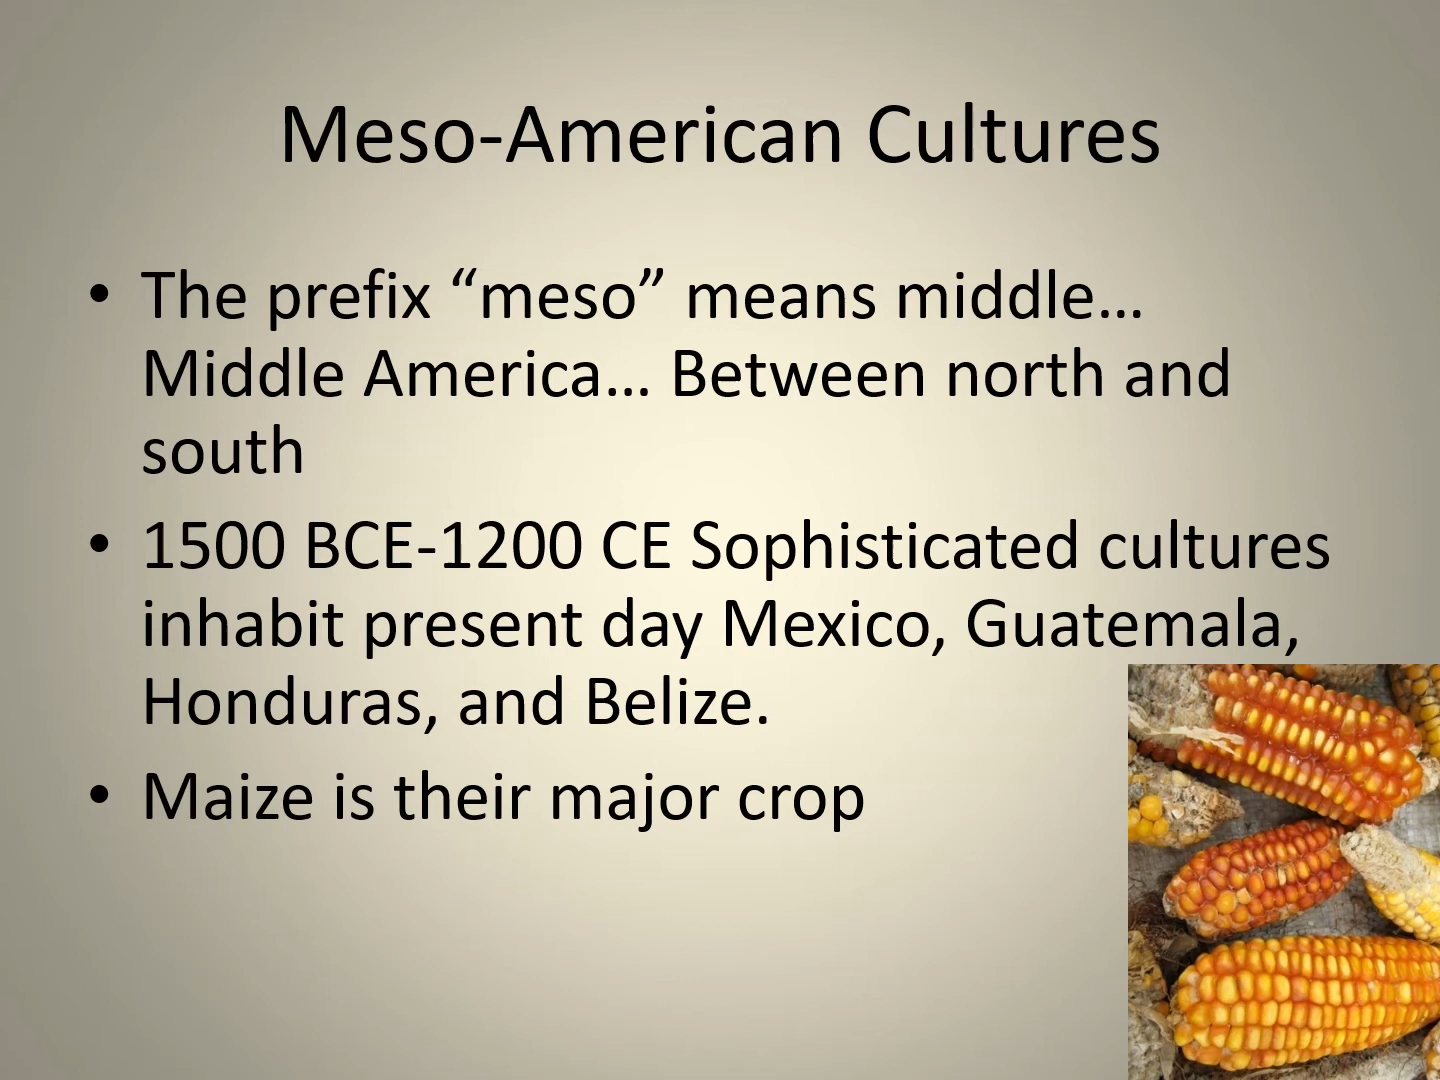 Meso-American Cultures
• The prefix “meso” means middle…
Middle America… Between north and
south
• 1500 BCE-1200 CE Sophisticated cultures
inhabit present day Mexico, Guatemala,
Honduras, and Belize.
• Maize is their major crop